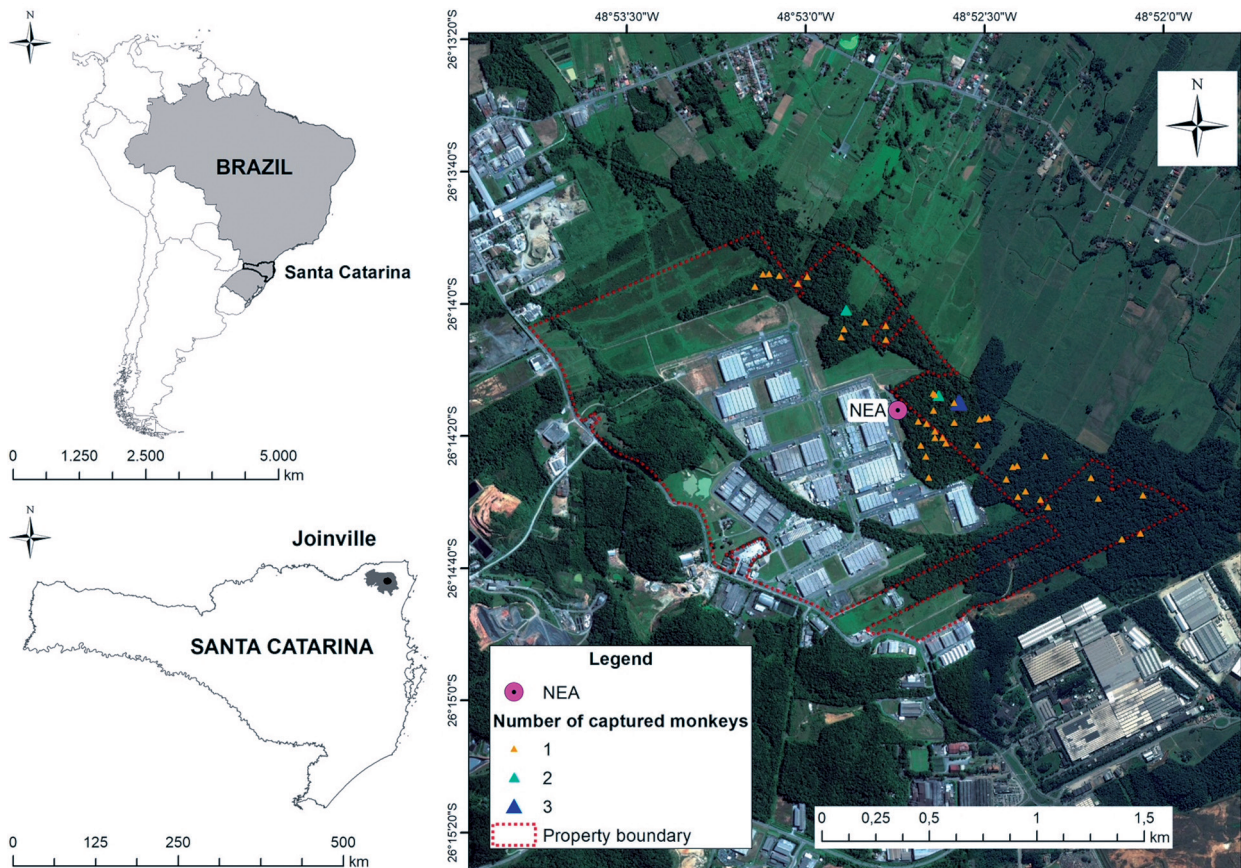 N
BRAZIL
Santa Catarina
0 1.250 2.500 5.000
km
N
Joinville
SANTA CATARINA
0 125 250 500
km
48°53'30"W 48°53'0"W 48°52'30"W 48°52'0"W
26°13'20"S
26°13'40"S
26°14'0"S
26°14'20"S
26°14'40"S
26°15'0"S
26°15'20"S
N
NEA
Legend
NEA
Number of captured monkeys
1
2
3
Property boundary
0 0,25 0,5 1 1,5
km